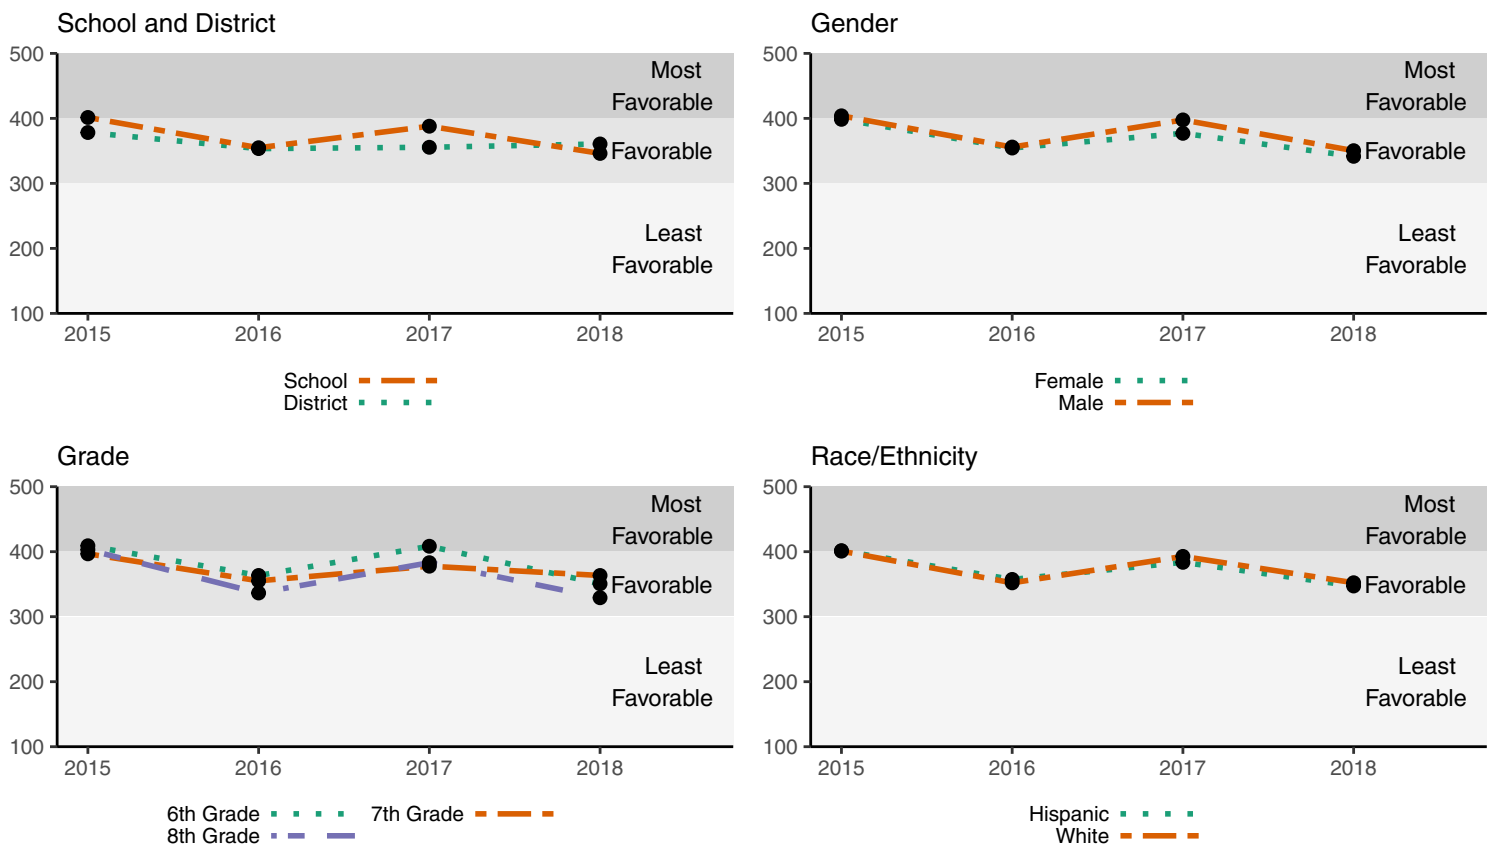 School and District
500
400
300
200
100
Most
Favorable
Favorable
Least
Favorable
2015 2016 2017 2018
School
District
Gender
500
400
300
200
100
Most
Favorable
Favorable
Least
Favorable
2015 2016 2017 2018
Female
Male
Grade
500
400
300
200
100
Most
Favorable
Favorable
Least
Favorable
2015 2016 2017 2018
6th Grade 7th Grade
8th Grade
Race/Ethnicity
500
400
300
200
100
Most
Favorable
Favorable
Least
Favorable
2015 2016 2017 2018
Hispanic
White